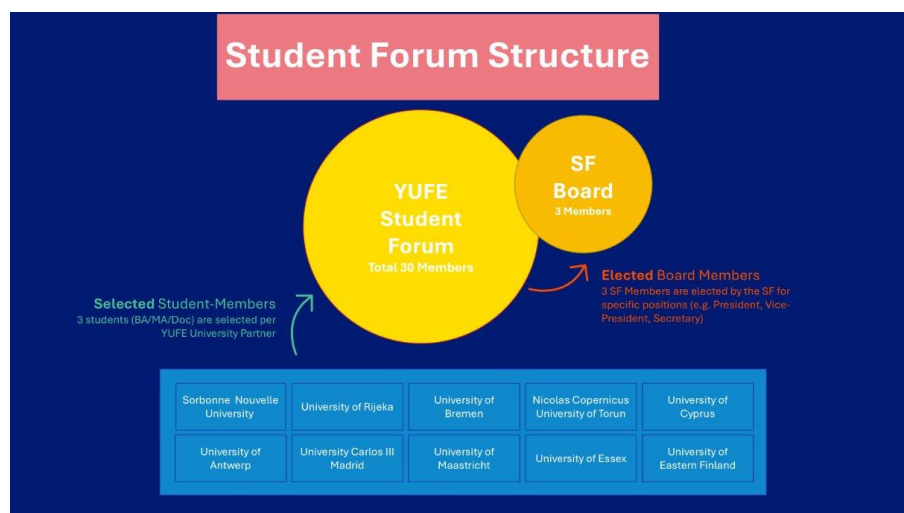 Student Forum Structure
SF
Board
3 Members
YUFE
Student
Forum
Total 30 Members
Elected Board Members
3 SF Members are elected by the SF for
specific positions (e.g. President, Vice-
President, Secretary)
Selected Student-Members
3 students (BA/MA/Doc) are selected per
YUFE University Partner
Sorbonne Nouvelle
University
University of Rijeka
University of
Bremen
Nicolas Copernicus
University of Torun
University of
Cyprus
University of
Antwerp
University Carlos III
Madrid
University of
Maastricht
University of Essex
University of
Eastern Finland